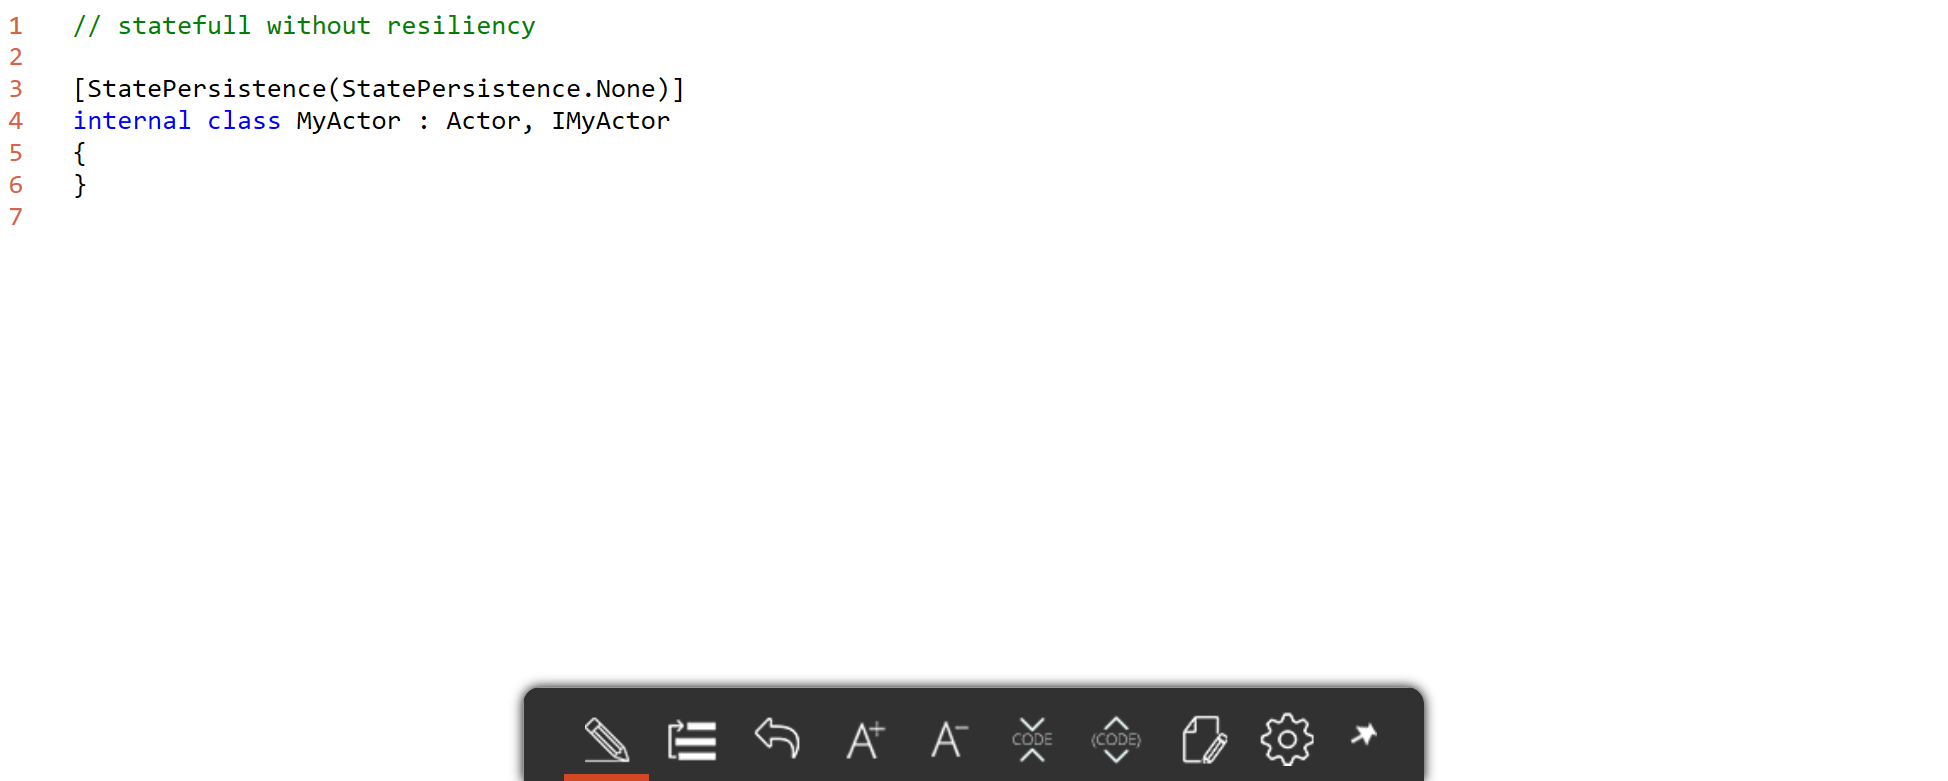 1 // statefull without resiliency
2
3 [StatePersistence(StatePersistence.None)]
4 internal class MyActor : Actor, IMyActor
5 {
6 }
7
A+ A- CODE (CODE)